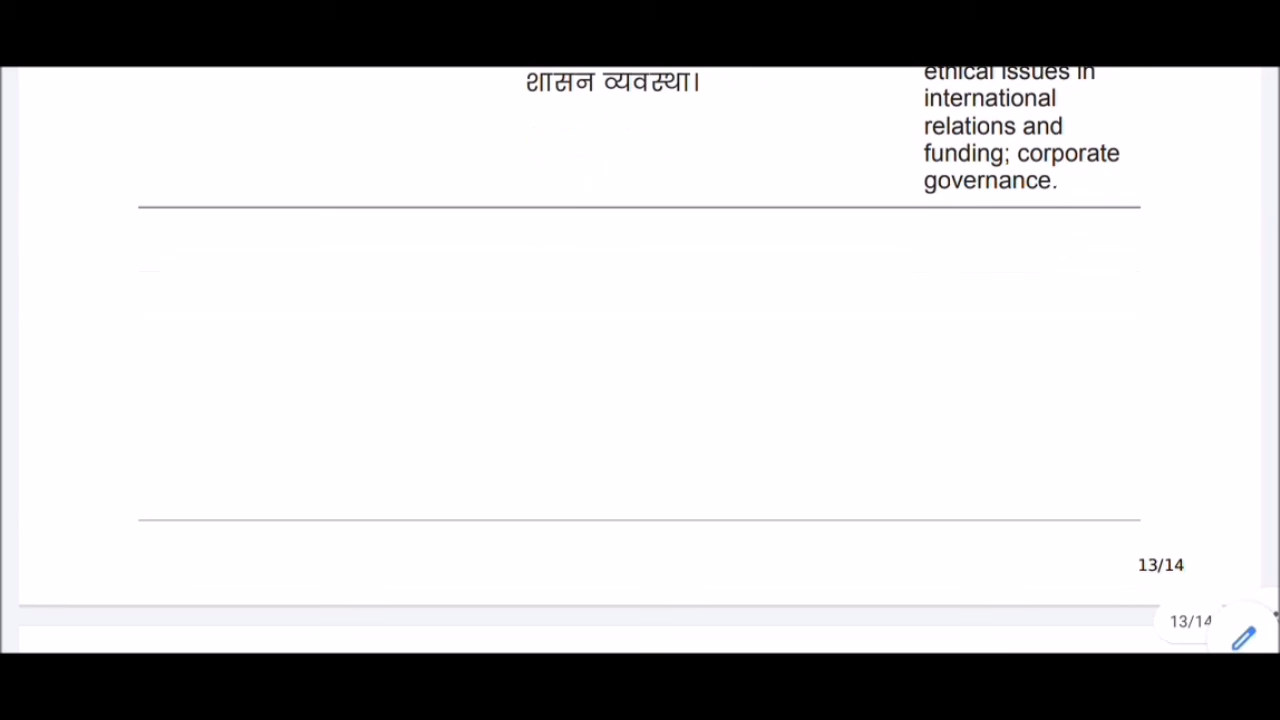 शासन व्यवस्था।
ethical issues in
international
relations and
funding; corporate
governance.
13/14
13/14